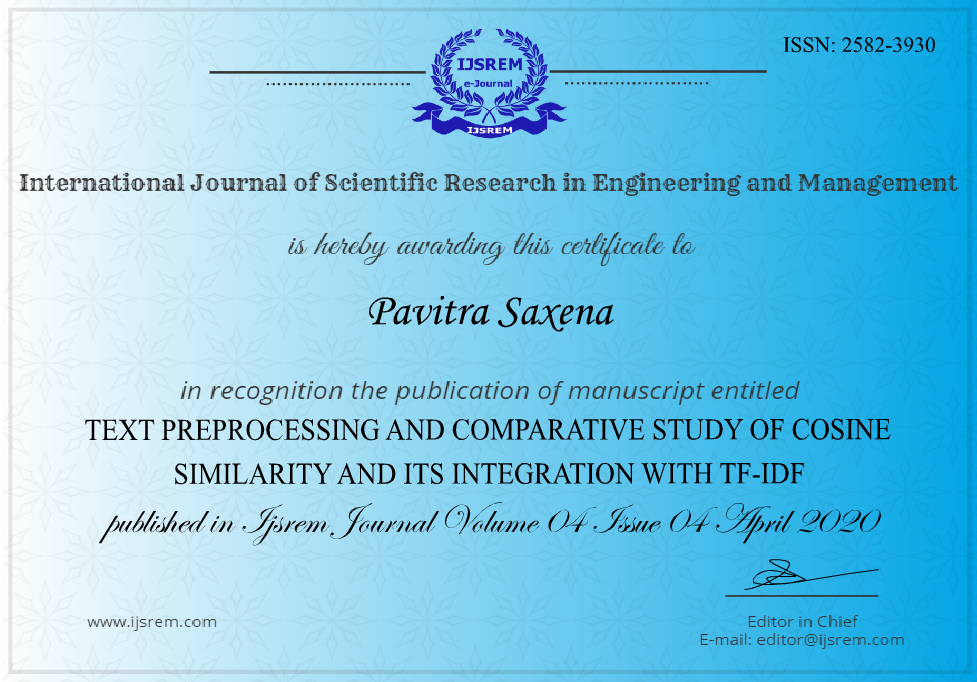 ISSN: 2582-3930
IJSREM
e-Journal
IJSREM
International Journal of Scientific Research in Engineering and Management
is hereby awarding this certificate to
Pavitra Saxena
in recognition the publication of manuscript entitled
TEXT PREPROCESSING AND COMPARATIVE STUDY OF COSINE
SIMILARITY AND ITS INTEGRATION WITH TF-IDF
published in Ijsrem Journal Volume 04 Issue 04 April 2020
www.ijsrem.com
Editor in Chief
E-mail: editor@ijsrem.com